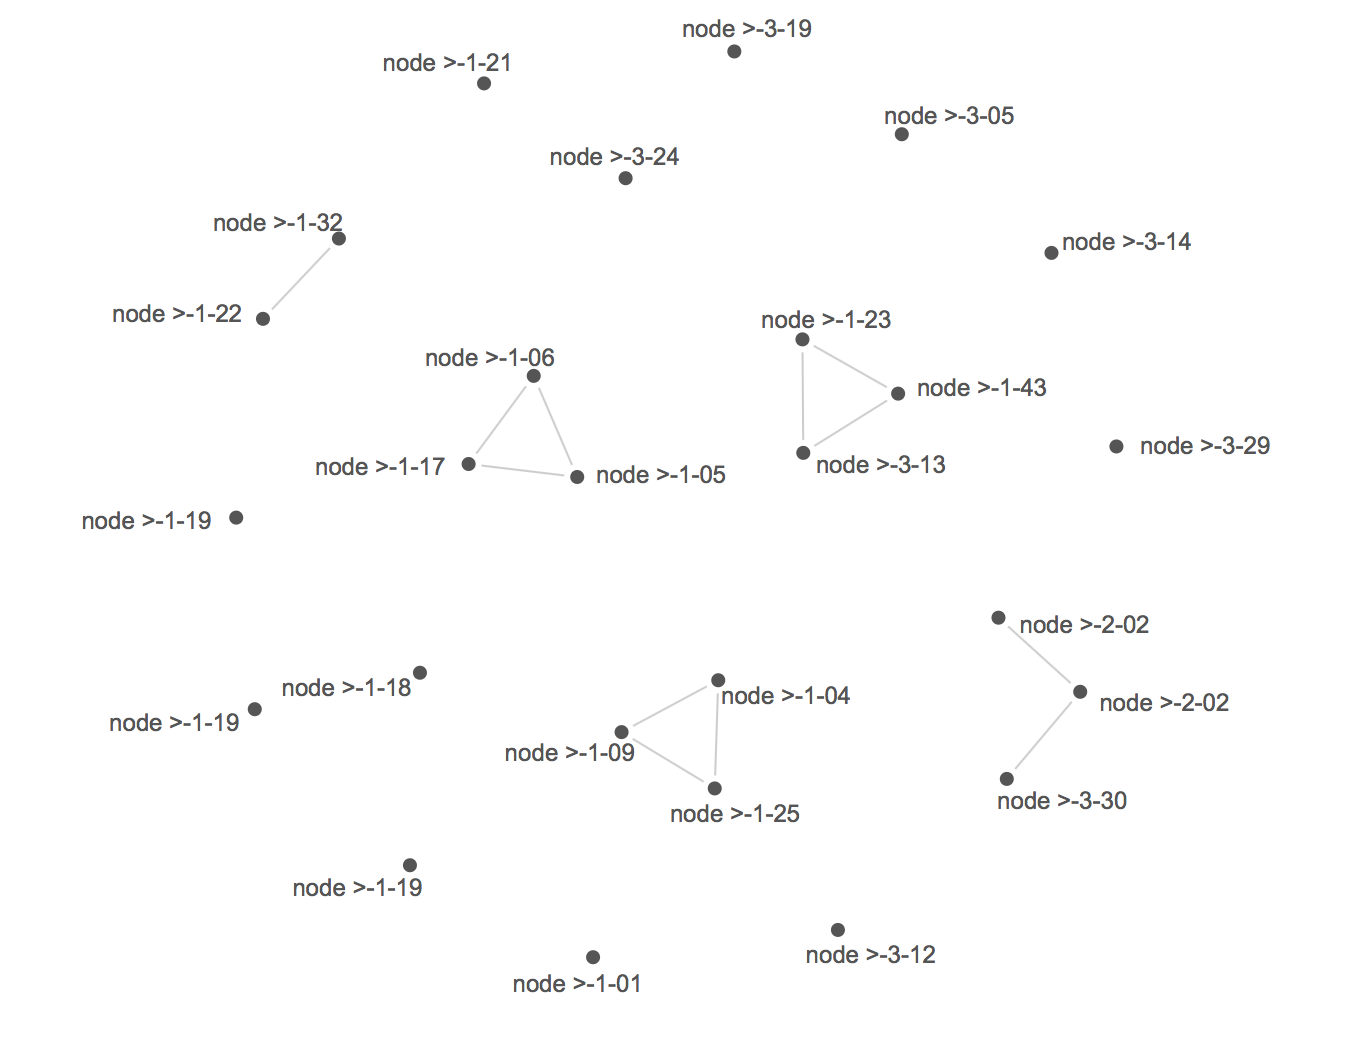 node >-3-19
node >-1-21
node >-3-05
node >-3-24
node >-1-32
node >-3-14
node >-1-22
node >-1-23
node >-1-06
node >-1-43
node >-3-29
node >-3-13
node >-1-17
node >-1-05
node >-1-19
node >-2-02
node >-1-18
node >-1-04
node >-2-02
node >-1-19
node >-1-09
node >-3-30
node >-1-25
node >-1-19
node >-3-12
node >-1-01